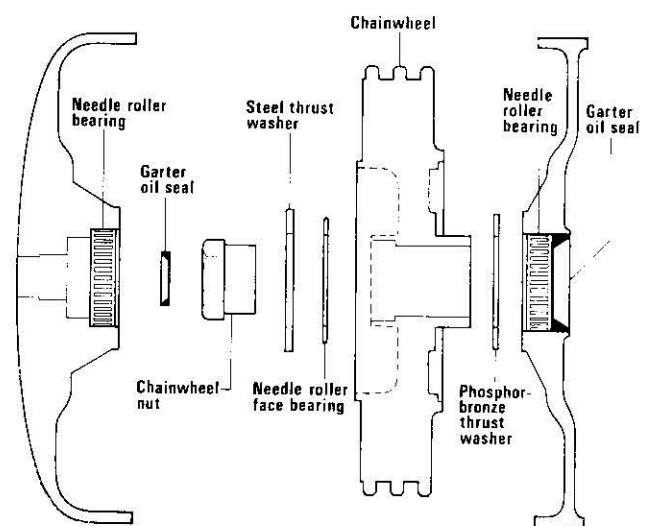 Chainwheel
Needle roller
bearing
Steel thrust
washer
Needle
roller
bearing
Garter
oil seal
Garter
oil seal
Chainwheel
nut
Needle roller
face bearing
Phosphor-
bronze
thrust
washer